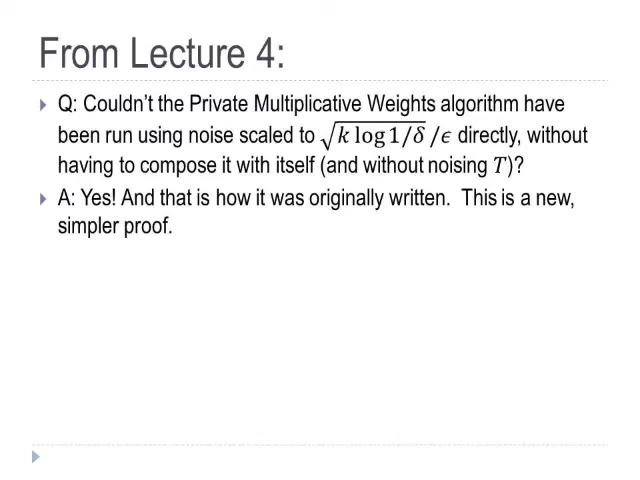 From Lecture 4:
Q: Couldn't the Private Multiplicative Weights algorithm have
been run using noise scaled to √(k log 1/δ) /ϵ directly, without
having to compose it with itself (and without noising T)?
A: Yes! And that is how it was originally written. This is a new,
simpler proof.